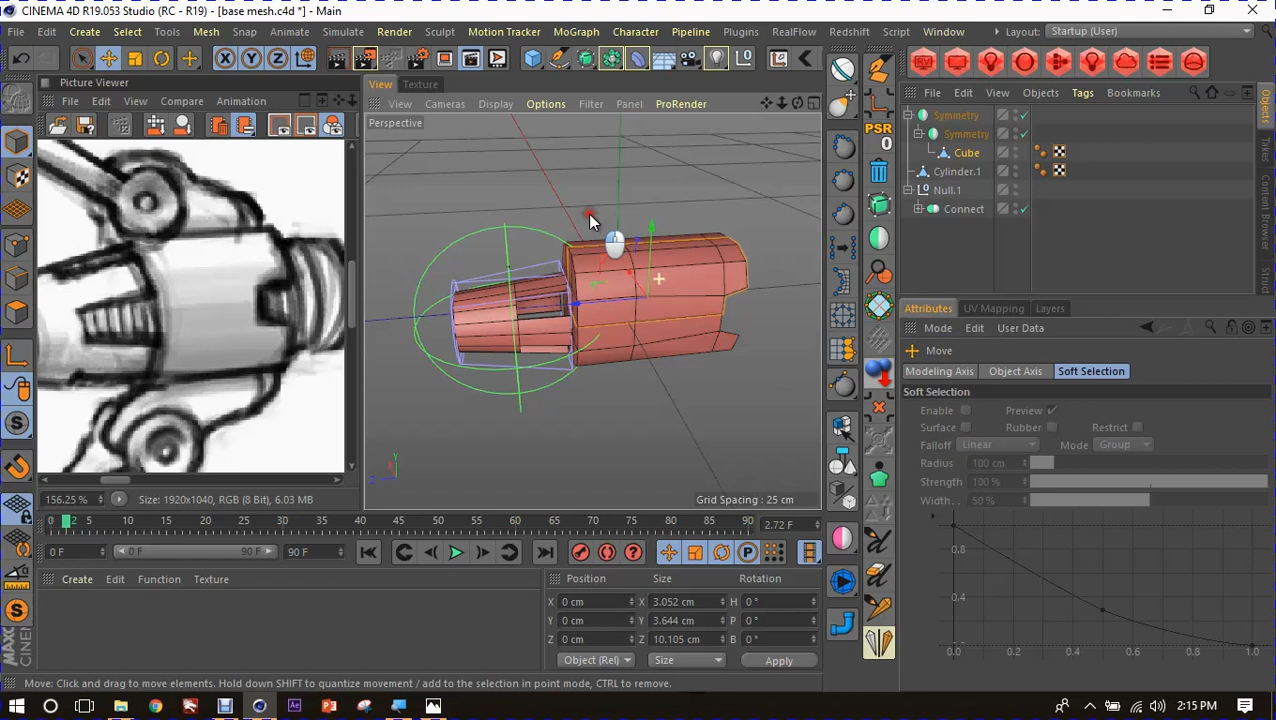 CINEMA 4D R19.053 Studio (RC - R19) - [base mesh.c4d *] - Main
File Edit Create Select Tools Mesh Snap Animate Simulate Render Sculpt Motion Tracker MoGraph Character Pipeline Plugins RealFlow Redshift Script Window Layout: Startup (User)
Picture Viewer
File Edit View Compare Animation
View Texture
View Cameras Display Options Filter Panel ProRender
Perspective
Grid Spacing : 25 cm
PSR
0
File Edit View Objects Tags Bookmarks
Symmetry
Symmetry
Cube
Cylinder.1
Null.1
Connect
Objects
Takes
Content Browser
Structure
Attributes UV Mapping Layers
Mode Edit User Data
Move
Modeling Axis Object Axis Soft Selection
Soft Selection
Enable Preview
Surface Rubber Restrict
Falloff Linear Mode Group
Radius 100 cm
Strength 100 %
Width . . 50 %
0.8
0.4
0.0 0.2 0.4 0.6 0.8 1.0
156.25 % Size: 1920x1040, RGB (8 Bit), 6.03 MB
0 2 5 10 15 20 25 30 35 40 45 50 55 60 65 70 75 80 85 90 2.72 F
0 F 0 F 90 F 90 F
Create Edit Function Texture
Position Size Rotation
X 0 cm X 3.052 cm H 0 °
Y 0 cm Y 3.644 cm P 0 °
Z 0 cm Z 10.105 cm B 0 °
Object (Rel) Size Apply
Move: Click and drag to move elements. Hold down SHIFT to quantize movement / add to the selection in point mode, CTRL to remove.
2:15 PM